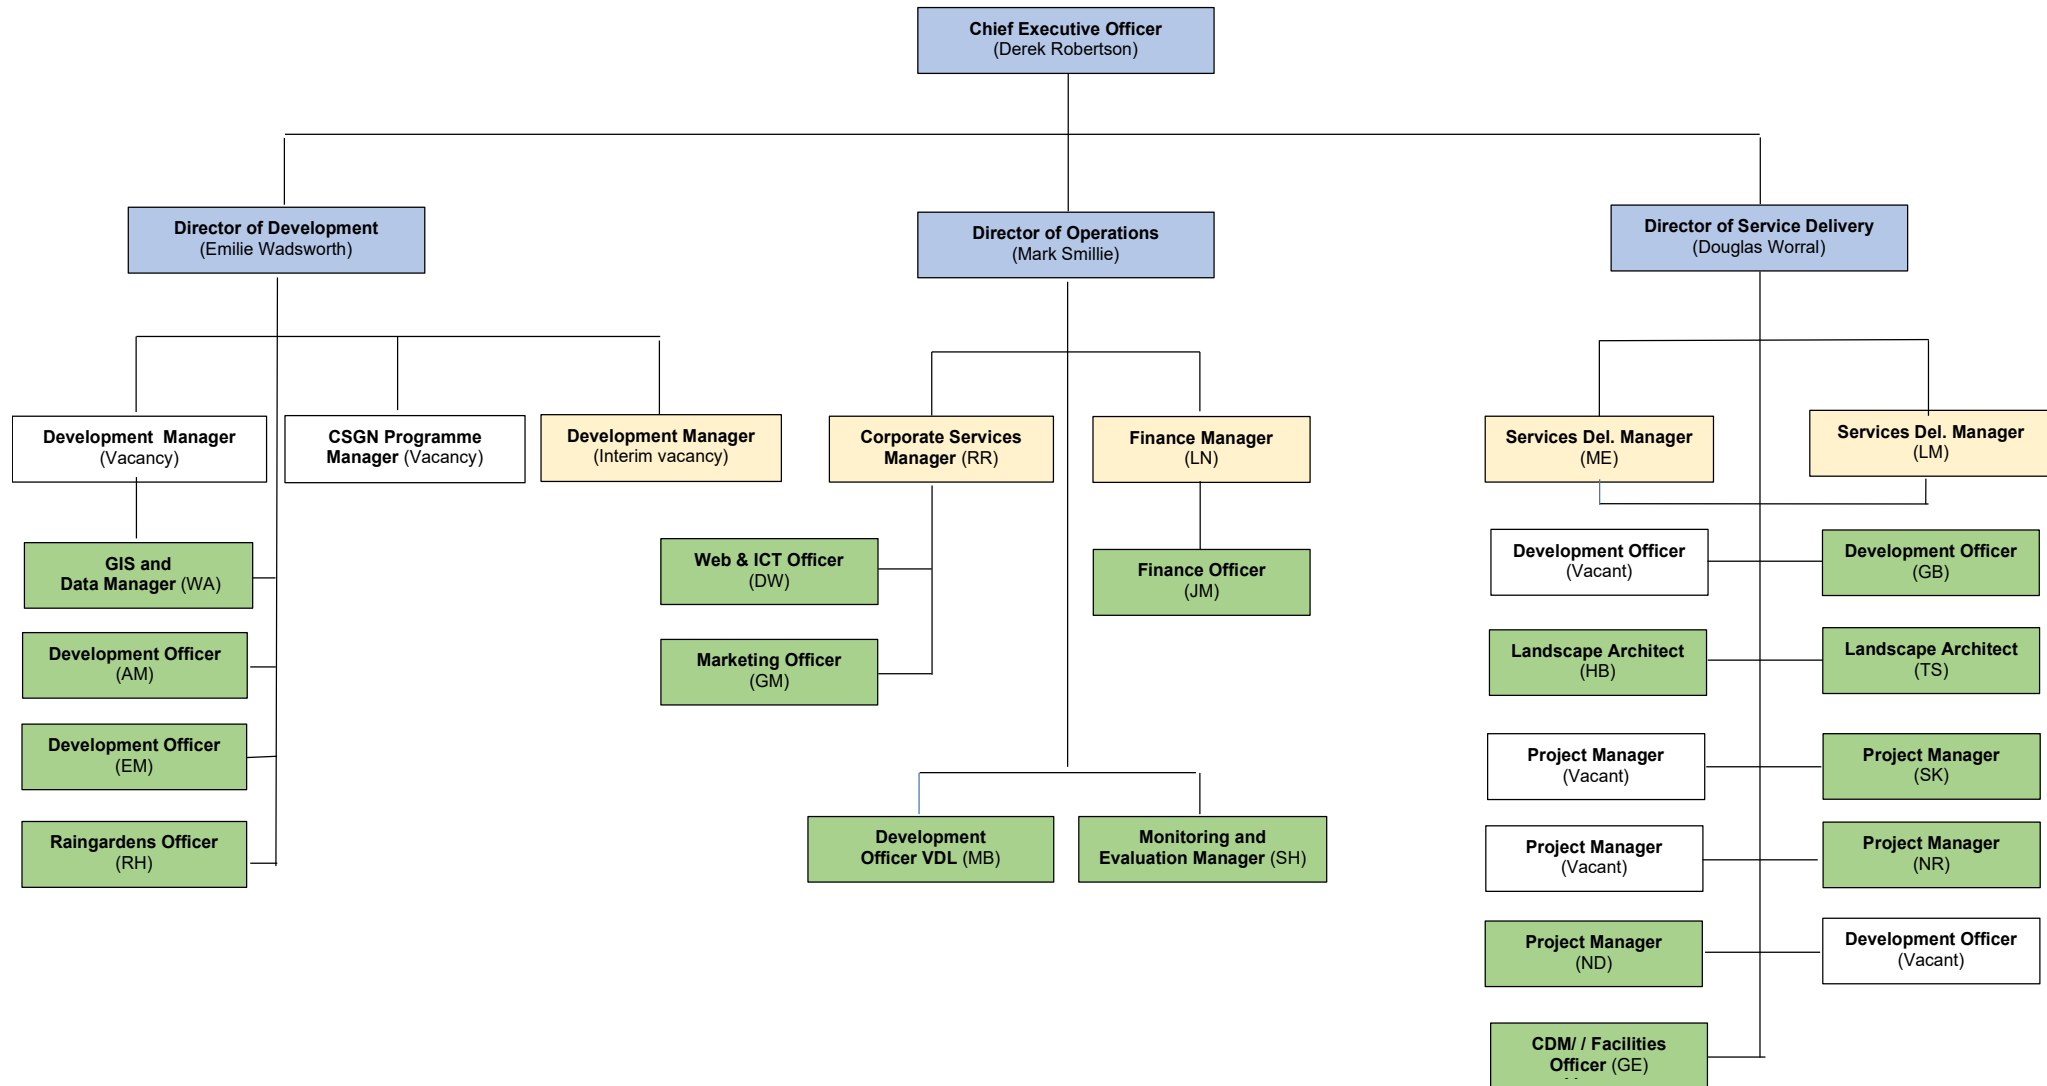 Chief Executive Officer
(Derek Robertson)
Director of Development
(Emilie Wadsworth)
Director of Operations
(Mark Smillie)
Director of Service Delivery
(Douglas Worral)
Development Manager
(Vacancy)
CSGN Programme
Manager (Vacancy)
Development Manager
(Interim vacancy)
Corporate Services
Manager (RR)
Finance Manager
(LN)
Services Del. Manager
(ME)
Services Del. Manager
(LM)
GIS and
Data Manager (WA)
Web & ICT Officer
(DW)
Finance Officer
(JM)
Development Officer
(Vacant)
Development Officer
(GB)
Development Officer
(AM)
Marketing Officer
(GM)
Landscape Architect
(HB)
Landscape Architect
(TS)
Development Officer
(EM)
Project Manager
(Vacant)
Project Manager
(SK)
Raingardens Officer
(RH)
Development
Officer VDL (MB)
Monitoring and
Evaluation Manager (SH)
Project Manager
(Vacant)
Project Manager
(NR)
Project Manager
(ND)
Development Officer
(Vacant)
CDM/ / Facilities
Officer (GE)